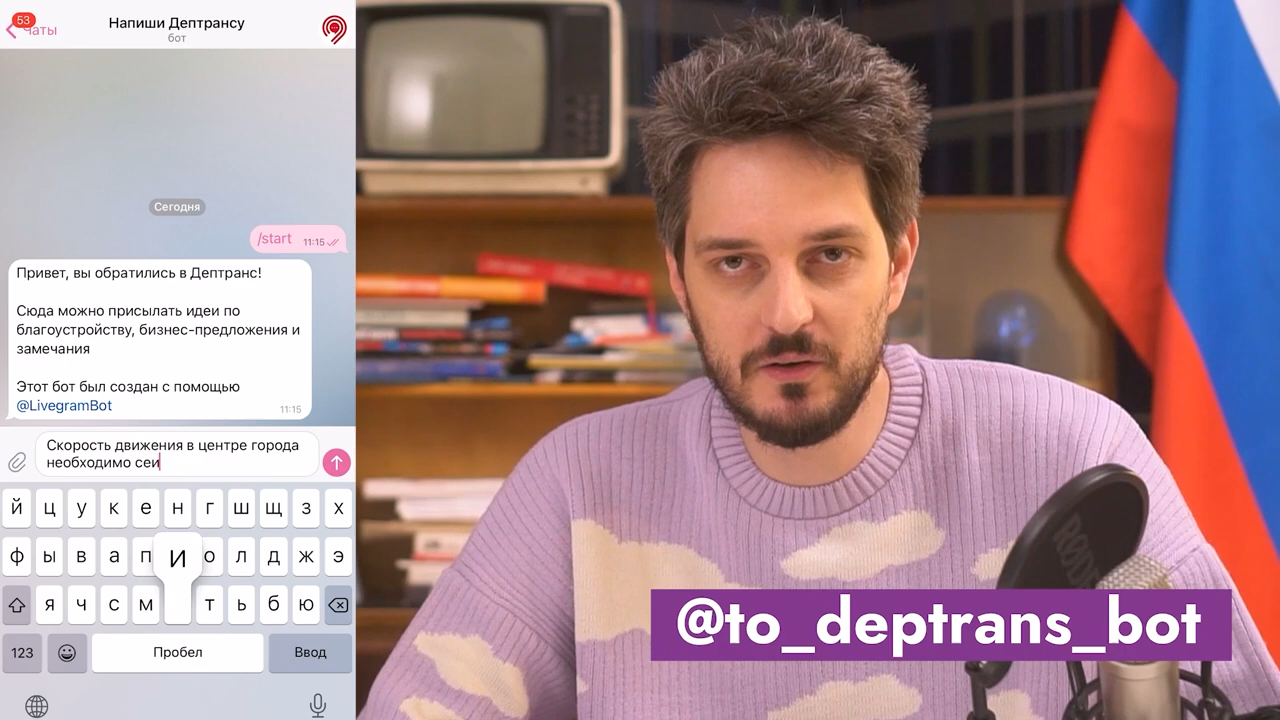 53
Чаты
Напиши Дептрансу
бот
Сегодня
/start 11:15
Привет, вы обратились в Дептранс!
Сюда можно присылать идеи по
благоустройству, бизнес-предложения и
замечания
Этот бот был создан с помощью
@LivegramBot
11:15
Скорость движения в центре города
необходимо сеи
й ц у к е н г ш щ з х
ф ы в а п и о л д ж э
я ч с м т ь б ю
123 Пробел Ввод
RØDE
@to_deptrans_bot